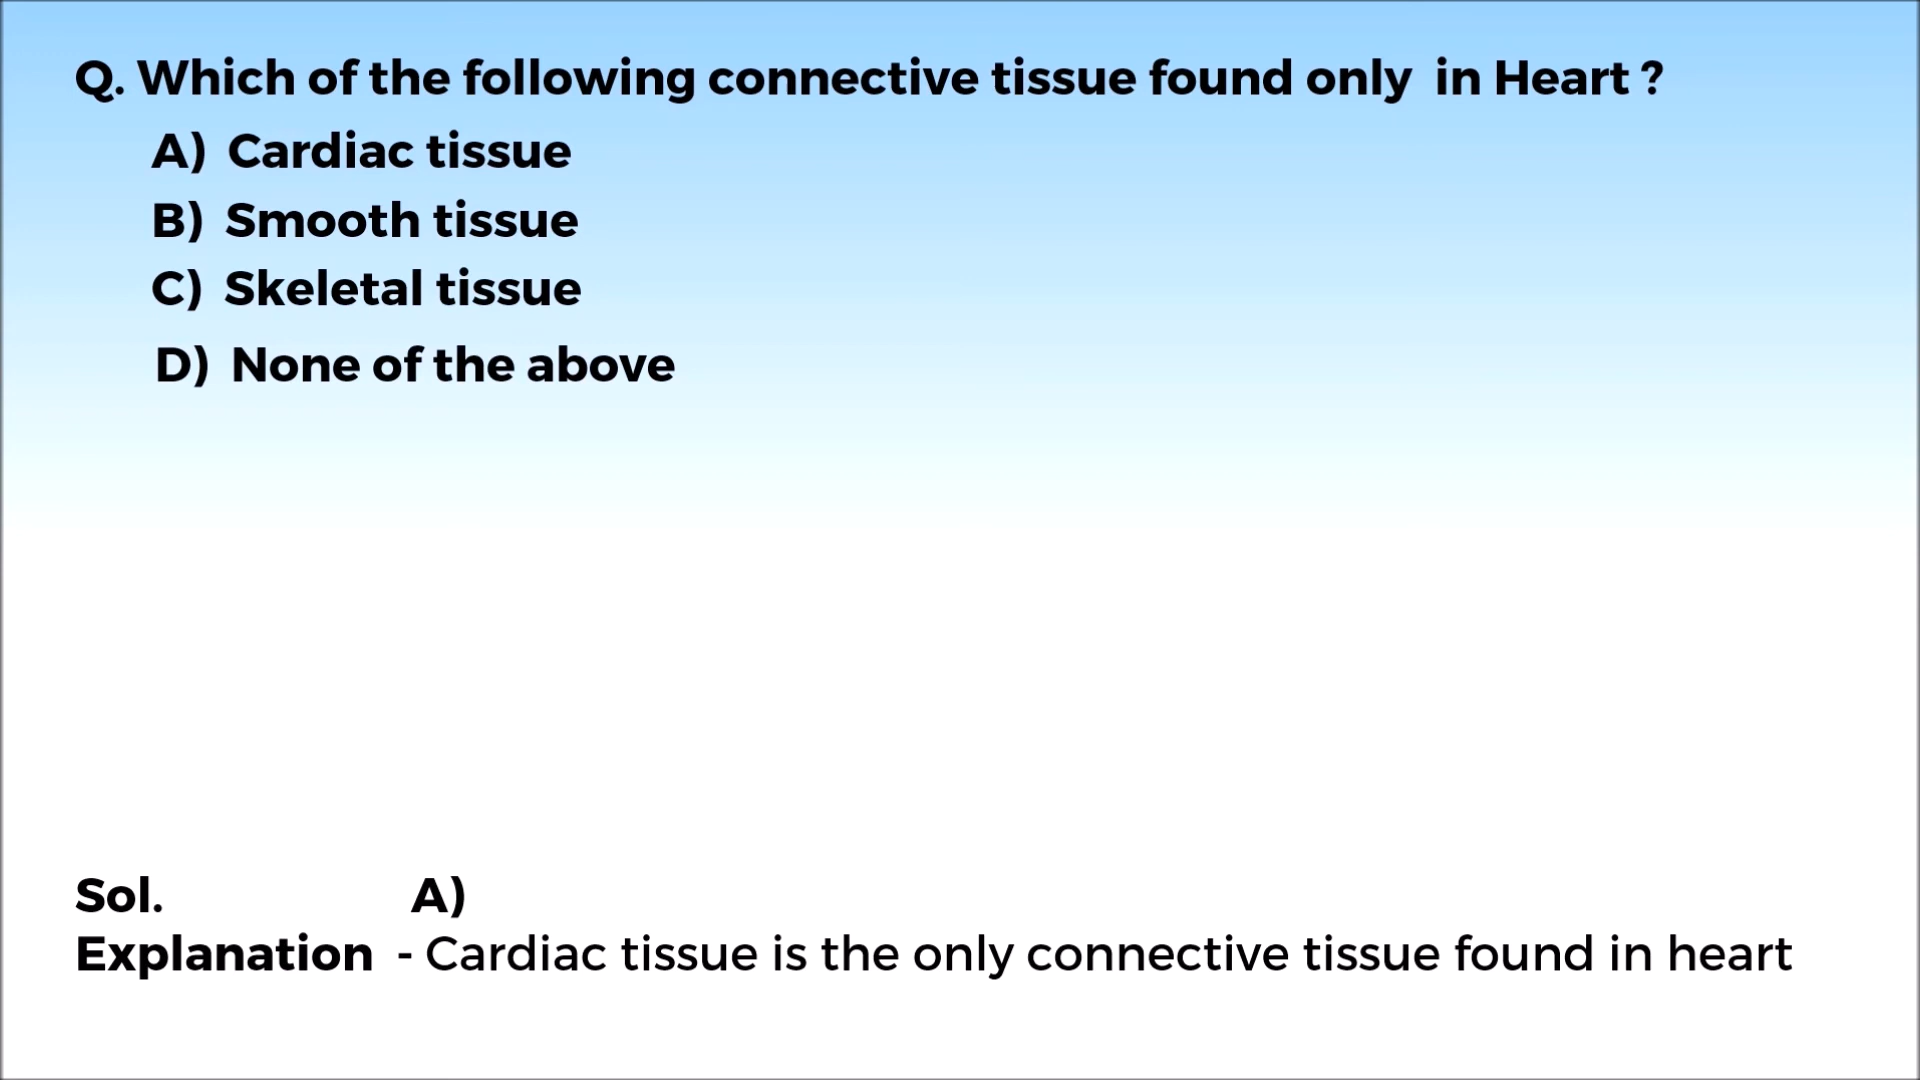 Q. Which of the following connective tissue found only in Heart ?
A) Cardiac tissue
B) Smooth tissue
C) Skeletal tissue
D) None of the above
Sol. A)
Explanation - Cardiac tissue is the only connective tissue found in heart